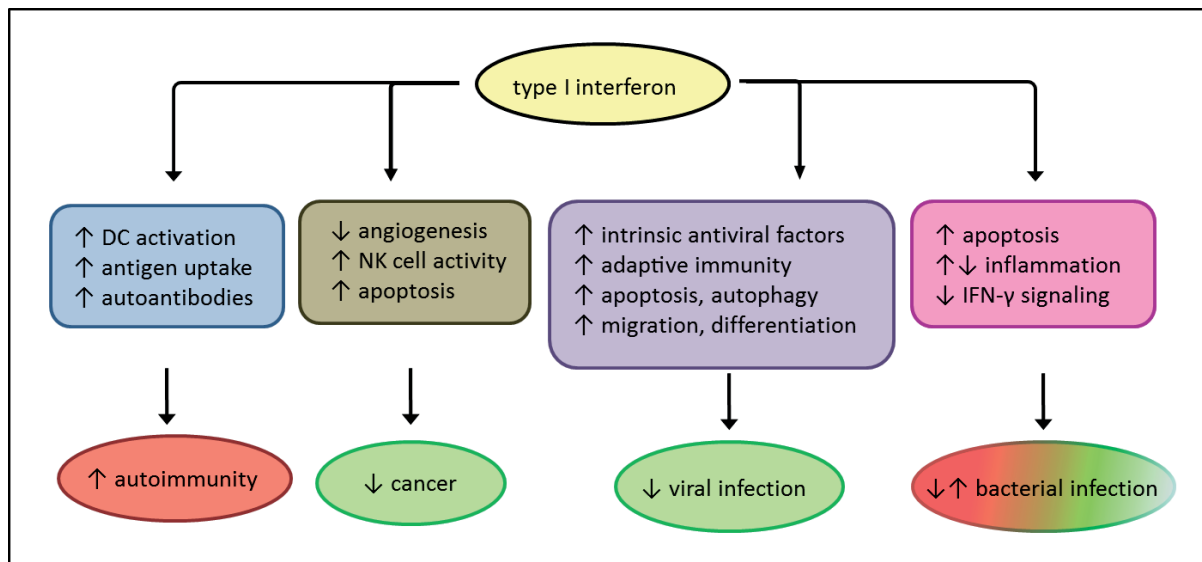 type I interferon
↑ DC activation
↑ antigen uptake
↑ autoantibodies
↓ angiogenesis
↑ NK cell activity
↑ apoptosis
↑ intrinsic antiviral factors
↑ adaptive immunity
↑ apoptosis, autophagy
↑ migration, differentiation
↑ apoptosis
↑↓ inflammation
↓ IFN-γ signaling
↑ autoimmunity
↓ cancer
↓ viral infection
↓↑ bacterial infection